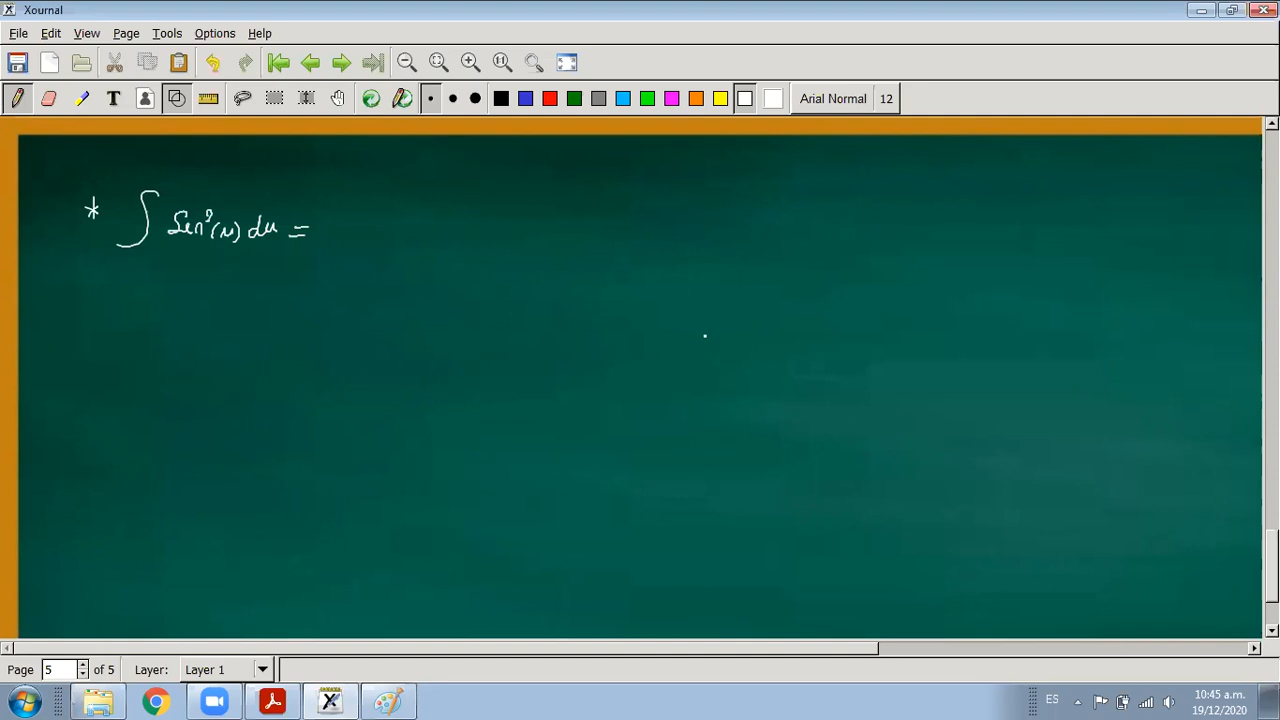 Xournal
File Edit View Page Tools Options Help
Arial Normal 12
* ∫ Sen³(u) du =
Page 5 of 5 Layer: Layer 1
ES 10:45 a.m.
19/12/2020